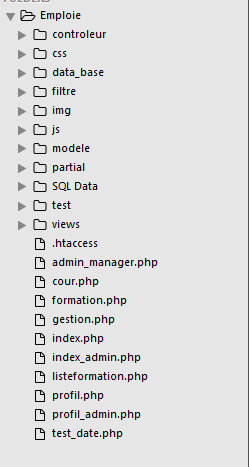 Emploie
controleur
css
data_base
filtre
img
js
modele
partial
SQL Data
test
views
.htaccess
admin_manager.php
cour.php
formation.php
gestion.php
index.php
index_admin.php
listeformation.php
profil.php
profil_admin.php
test_date.php